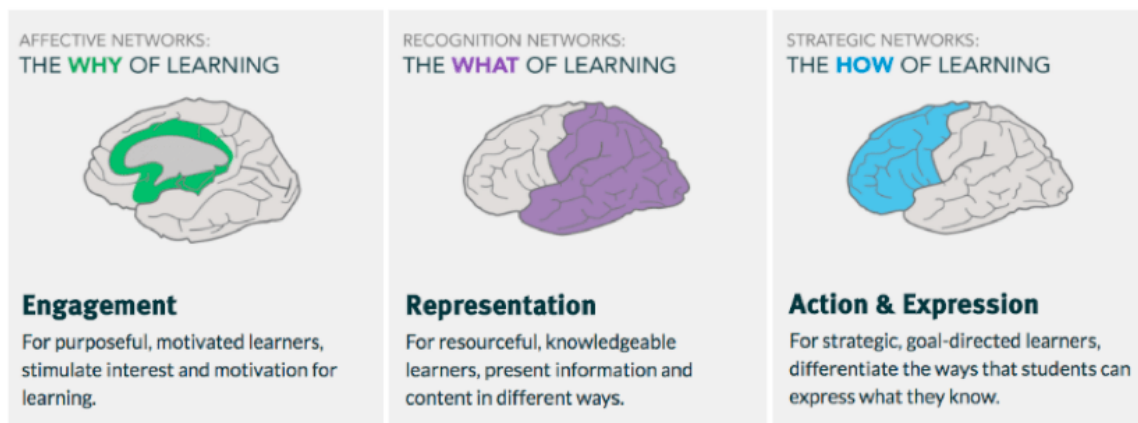 AFFECTIVE NETWORKS:
THE WHY OF LEARNING
Engagement
For purposeful, motivated learners,
stimulate interest and motivation for
learning.
RECOGNITION NETWORKS:
THE WHAT OF LEARNING
Representation
For resourceful, knowledgeable
learners, present information and
content in different ways.
STRATEGIC NETWORKS:
THE HOW OF LEARNING
Action & Expression
For strategic, goal-directed learners,
differentiate the ways that students can
express what they know.